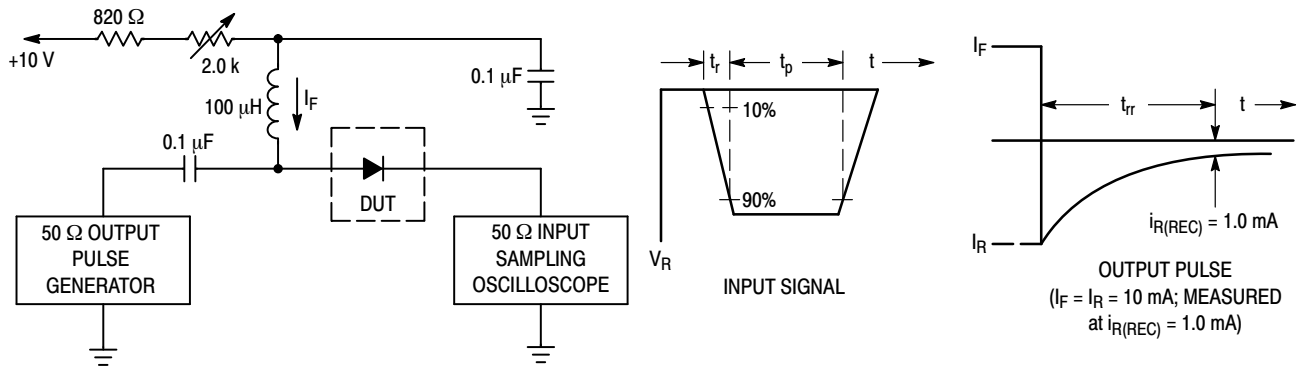 820 Ω
+10 V
2.0 k
100 μH
I_F
0.1 μF
0.1 μF
DUT
50 Ω OUTPUT
PULSE
GENERATOR
50 Ω INPUT
SAMPLING
OSCILLOSCOPE
t_r
t_p
t
10%
90%
V_R
INPUT SIGNAL
I_F
t_rr
t
I_R
i_R(REC) = 1.0 mA
OUTPUT PULSE
(I_F = I_R = 10 mA; MEASURED
at i_R(REC) = 1.0 mA)